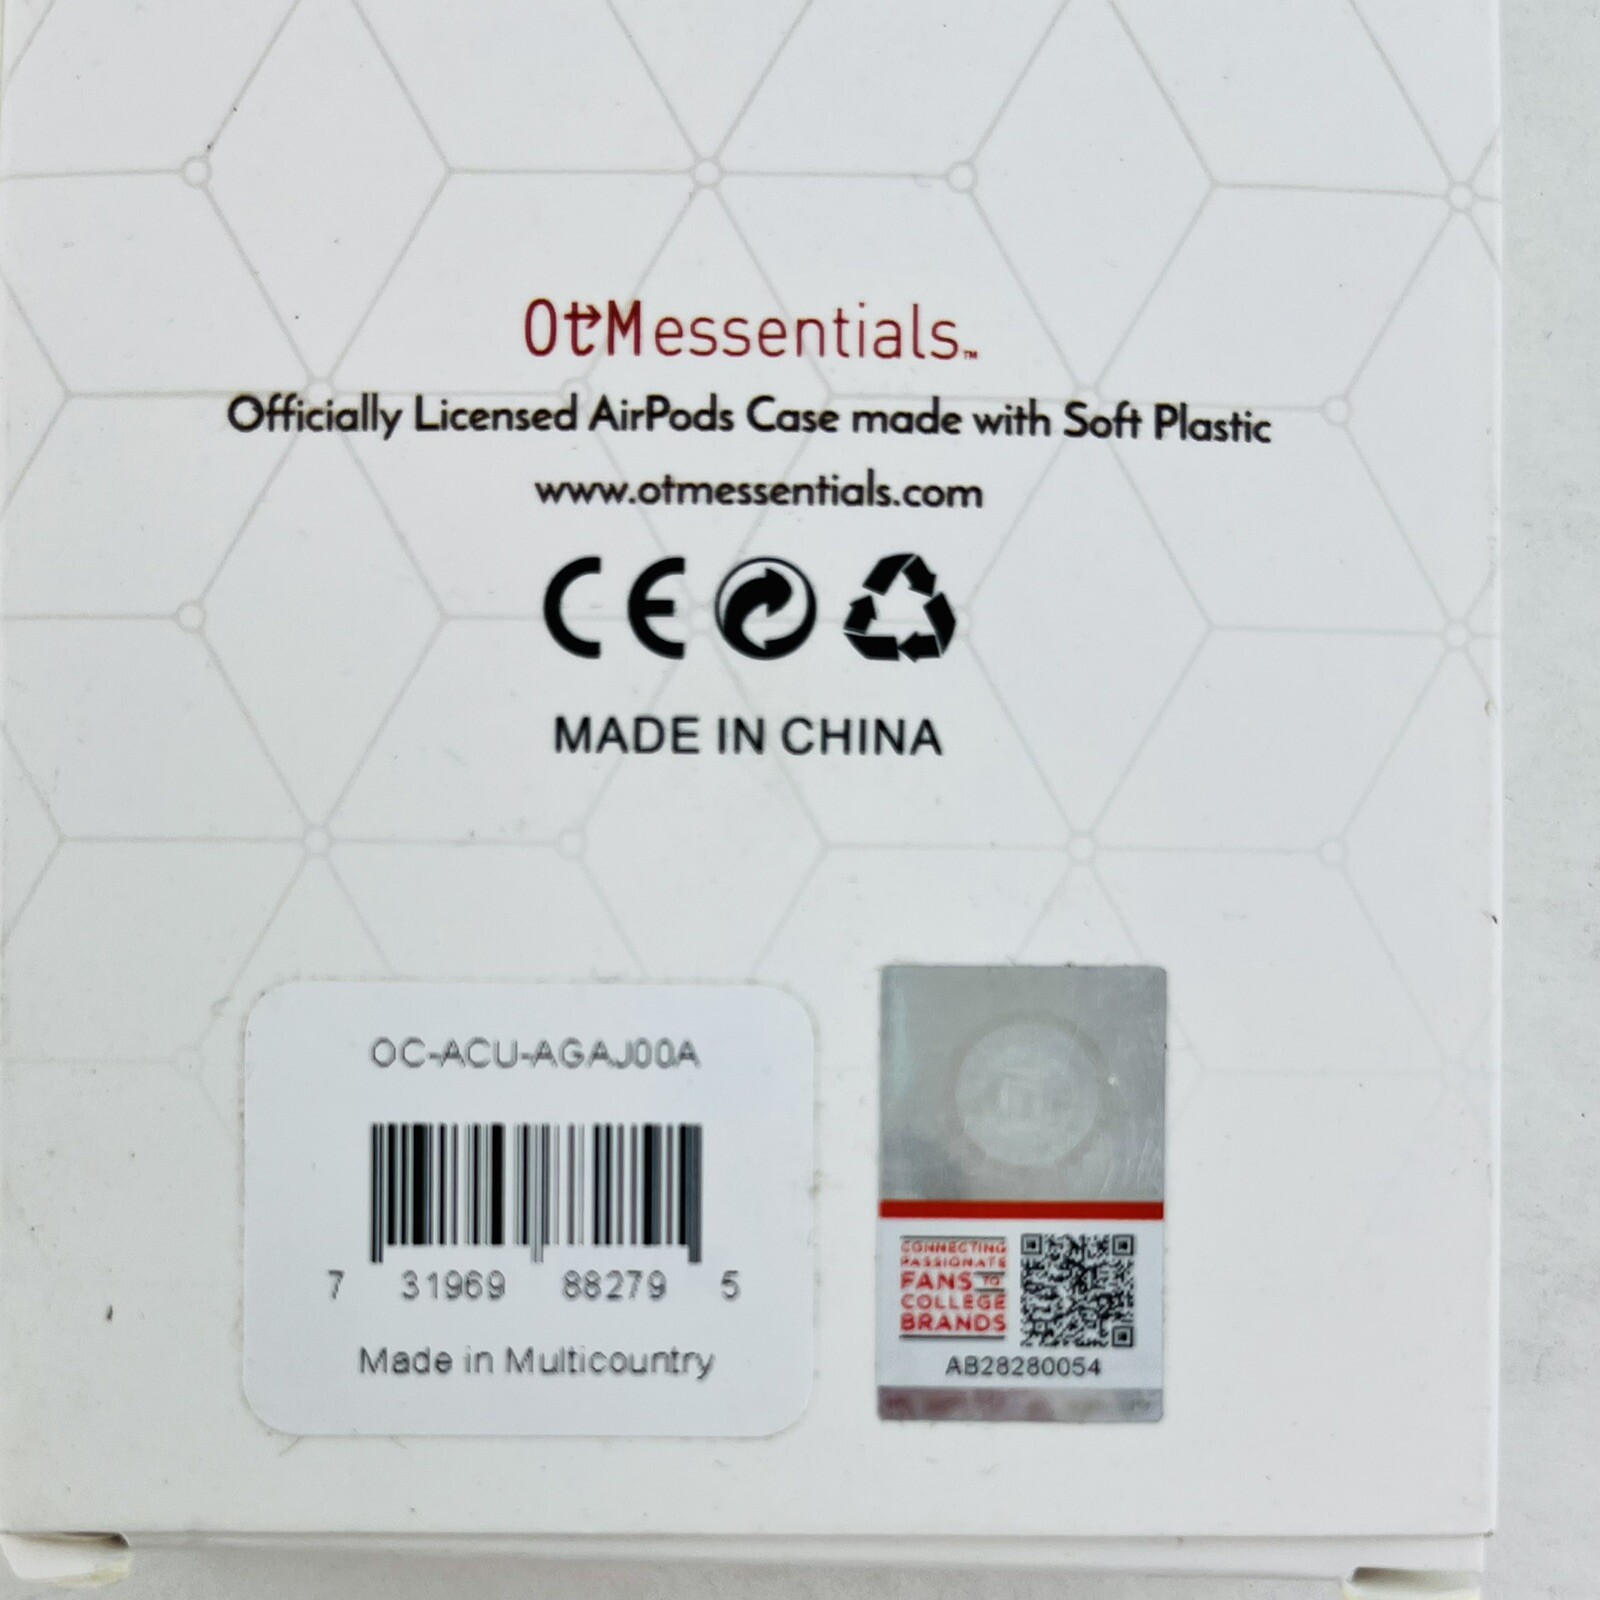 OtMessentials™
Officially Licensed AirPods Case made with Soft Plastic
www.otmessentials.com
CE
MADE IN CHINA
OC-ACU-AGAJ00A
7 31969 88279 5
Made in Multicountry
CONNECTING
PASSIONATE
FANS TO
COLLEGE
BRANDS
AB28280054